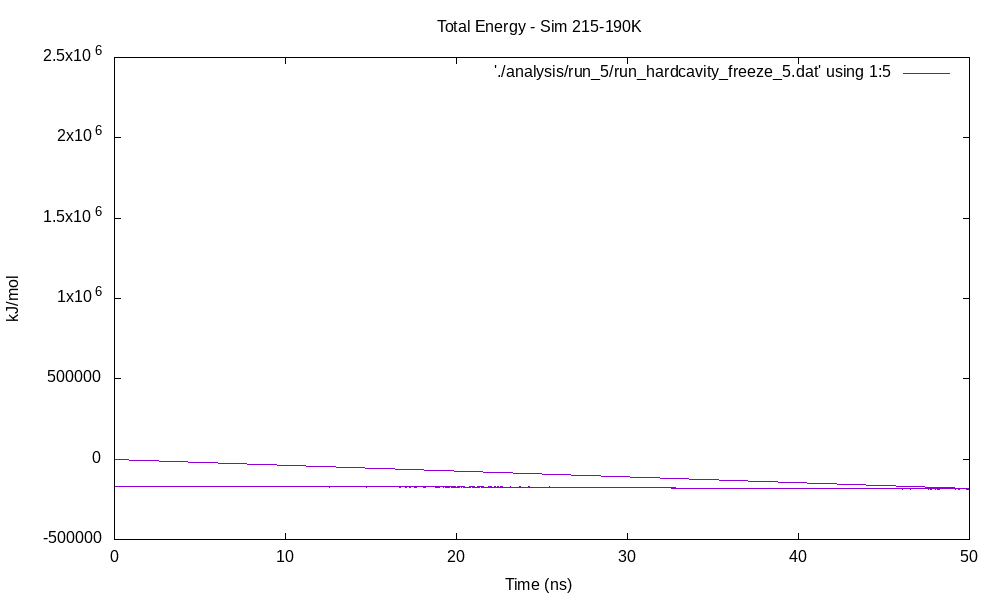 Total Energy - Sim 215-190K
'./analysis/run_5/run_hardcavity_freeze_5.dat' using 1:5
2.5x10 6
2x10 6
1.5x10 6
1x10 6
500000
0
-500000
kJ/mol
0 10 20 30 40 50
Time (ns)